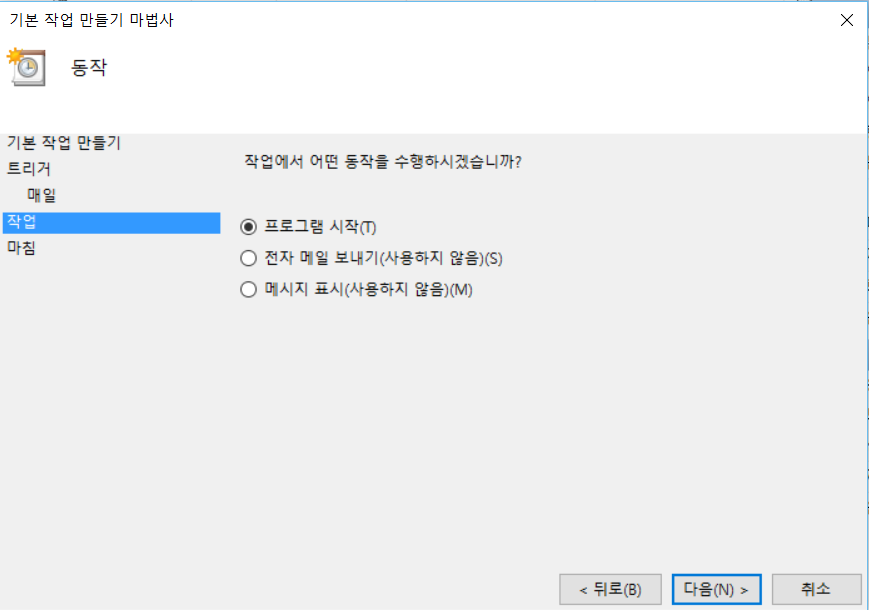 기본 작업 만들기 마법사
동작
기본 작업 만들기
트리거
매일
작업
마침
작업에서 어떤 동작을 수행하시겠습니까?
프로그램 시작(T)
전자 메일 보내기(사용하지 않음)(S)
메시지 표시(사용하지 않음)(M)
< 뒤로(B) 다음(N) > 취소